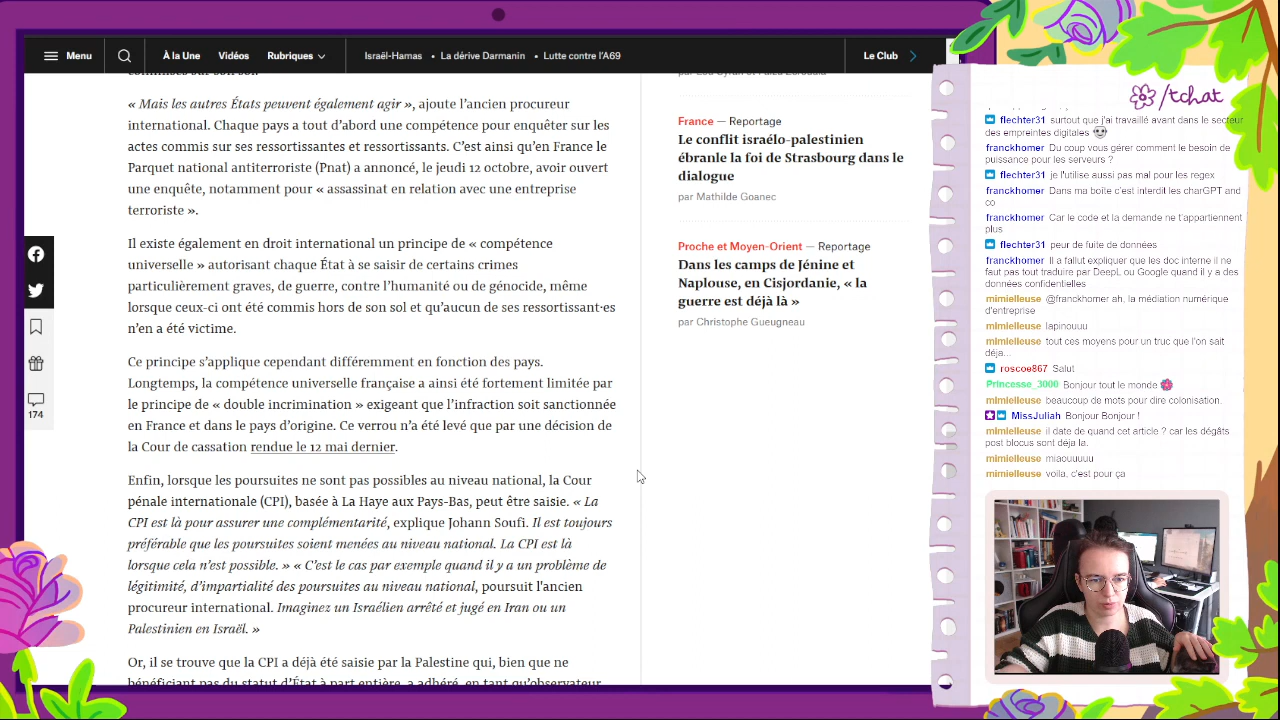 Menu
À la Une
Vidéos
Rubriques
Israël-Hamas
• La dérive Darmanin
• Lutte contre l'A69
Le Club
« Mais les autres États peuvent également agir », ajoute l'ancien procureur
international. Chaque pays a tout d'abord une compétence pour enquêter sur les
actes commis sur ses ressortissantes et ressortissants. C'est ainsi qu'en France le
Parquet national antiterroriste (Pnat) a annoncé, le jeudi 12 octobre, avoir ouvert
une enquête, notamment pour « assassinat en relation avec une entreprise
terroriste ».
Il existe également en droit international un principe de « compétence
universelle » autorisant chaque État à se saisir de certains crimes
particulièrement graves, de guerre, contre l'humanité ou de génocide, même
lorsque ceux-ci ont été commis hors de son sol et qu'aucun de ses ressortissant·es
n'en a été victime.
Ce principe s'applique cependant différemment en fonction des pays.
Longtemps, la compétence universelle française a ainsi été fortement limitée par
le principe de « double incrimination » exigeant que l'infraction soit sanctionnée
en France et dans le pays d'origine. Ce verrou n'a été levé que par une décision de
la Cour de cassation rendue le 12 mai dernier.
Enfin, lorsque les poursuites ne sont pas possibles au niveau national, la Cour
pénale internationale (CPI), basée à La Haye aux Pays-Bas, peut être saisie. « La
CPI est là pour assurer une complémentarité, explique Johann Soufi. Il est toujours
préférable que les poursuites soient menées au niveau national. La CPI est là
lorsque cela n'est possible. » « C'est le cas par exemple quand il y a un problème de
légitimité, d'impartialité des poursuites au niveau national, poursuit l'ancien
procureur international. Imaginez un Israélien arrêté et jugé en Iran ou un
Palestinien en Israël. »
Or, il se trouve que la CPI a déjà été saisie par la Palestine qui, bien que ne
bénéficiant pas du statut d'État à part entière, a adhéré, en tant qu'observateur
174
France — Reportage
Le conflit israélo-palestinien
ébranle la foi de Strasbourg dans le
dialogue
par Mathilde Goanec
Proche et Moyen-Orient — Reportage
Dans les camps de Jénine et
Naplouse, en Cisjordanie, « la
guerre est déjà là »
par Christophe Gueugneau
/tchat
flechter31 surtout que j'ai travaillé avant dans le secteur
des empreintes digitales
franckhomer Du coup vous gérer comment le besoin de
puissance pour les serveurs ?
flechter31 je l'utilise aussi pas mal pour les regex
franckhomer Dans ma boîte c'est interdit les charGPT and
co
franckhomer Car le code et la demande ne t'appartiennent
plus
flechter31 peur de fuite de données
franckhomer Il a fallut expliquer que les doc interne il ne
faut pas tout traduire par DeepL ou Google quand il y a des
données confidentielles
mimielleuse @franckhomer ah, la médiation numérique
d'entreprise
mimielleuse lapinouuu
mimielleuse tout ces moyens pour un truc que l'on sait
déja...
roscoe867 Salut
Princesse_3000 Bonjour tout le monde
mimielleuse beaucoup de mots pour dire colonisation.
MissJuliah Bonjour Bonjour !
mimielleuse il date de quand cet article ? car les dégâts
post blocus sont déja la.
mimielleuse miaouuuuu
mimielleuse voila, c'est pour ça